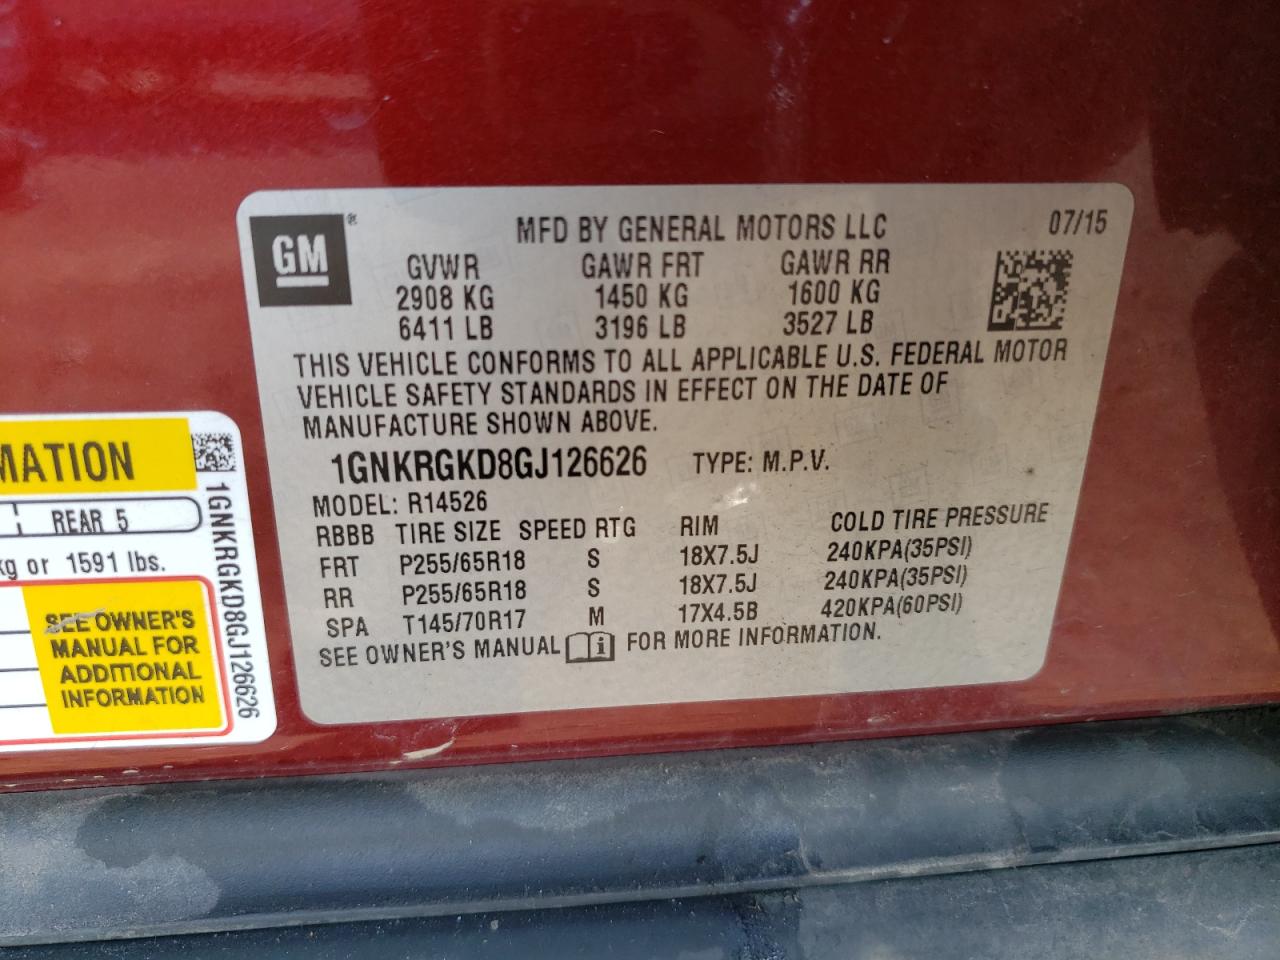 GM ®
MFD BY GENERAL MOTORS LLC 07/15
GVWR GAWR FRT GAWR RR
2908 KG 1450 KG 1600 KG
6411 LB 3196 LB 3527 LB
THIS VEHICLE CONFORMS TO ALL APPLICABLE U.S. FEDERAL MOTOR
VEHICLE SAFETY STANDARDS IN EFFECT ON THE DATE OF
MANUFACTURE SHOWN ABOVE.
1GNKRGKD8GJ126626 TYPE: M.P.V.
MODEL: R14526
RBBB TIRE SIZE SPEED RTG RIM COLD TIRE PRESSURE
FRT P255/65R18 S 18X7.5J 240KPA(35PSI)
RR P255/65R18 S 18X7.5J 240KPA(35PSI)
SPA T145/70R17 M 17X4.5B 420KPA(60PSI)
SEE OWNER'S MANUAL FOR MORE INFORMATION.
MATION
REAR 5
kg or 1591 lbs.
SEE OWNER'S
MANUAL FOR
ADDITIONAL
INFORMATION
1GNKRGKD8GJ126626